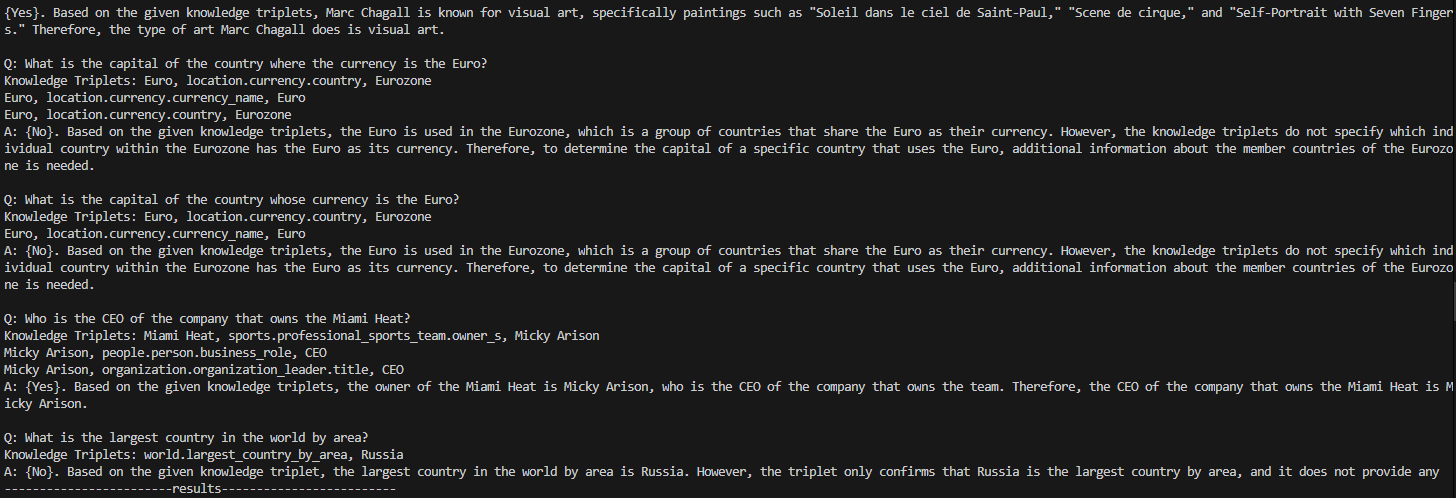 {Yes}. Based on the given knowledge triplets, Marc Chagall is known for visual art, specifically paintings such as "Soleil dans le ciel de Saint-Paul," "Scene de cirque," and "Self-Portrait with Seven Finger
s." Therefore, the type of art Marc Chagall does is visual art.

Q: What is the capital of the country where the currency is the Euro?
Knowledge Triplets: Euro, location.currency.country, Eurozone
Euro, location.currency.currency_name, Euro
Euro, location.currency.country, Eurozone
A: {No}. Based on the given knowledge triplets, the Euro is used in the Eurozone, which is a group of countries that share the Euro as their currency. However, the knowledge triplets do not specify which ind
ividual country within the Eurozone has the Euro as its currency. Therefore, to determine the capital of a specific country that uses the Euro, additional information about the member countries of the Eurozo
ne is needed.

Q: What is the capital of the country whose currency is the Euro?
Knowledge Triplets: Euro, location.currency.country, Eurozone
Euro, location.currency.currency_name, Euro
A: {No}. Based on the given knowledge triplets, the Euro is used in the Eurozone, which is a group of countries that share the Euro as their currency. However, the knowledge triplets do not specify which ind
ividual country within the Eurozone has the Euro as its currency. Therefore, to determine the capital of a specific country that uses the Euro, additional information about the member countries of the Eurozo
ne is needed.

Q: Who is the CEO of the company that owns the Miami Heat?
Knowledge Triplets: Miami Heat, sports.professional_sports_team.owner_s, Micky Arison
Micky Arison, people.person.business_role, CEO
Micky Arison, organization.organization_leader.title, CEO
A: {Yes}. Based on the given knowledge triplets, the owner of the Miami Heat is Micky Arison, who is the CEO of the company that owns the team. Therefore, the CEO of the company that owns the Miami Heat is M
icky Arison.

Q: What is the largest country in the world by area?
Knowledge Triplets: world.largest_country_by_area, Russia
A: {No}. Based on the given knowledge triplet, the largest country in the world by area is Russia. However, the triplet only confirms that Russia is the largest country by area, and it does not provide any
------------------------results-------------------------